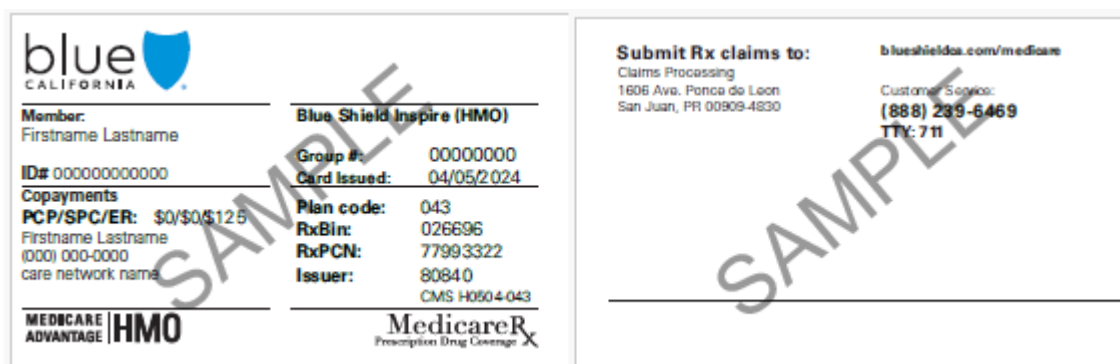 blue
CALIFORNIA
Member:
Firstname Lastname
ID# 000000000000
Copayments
PCP/SPC/ER: $0/$0/$125
Firstname Lastname
(000) 000-0000
care network name
MEDICARE
ADVANTAGE
HMO
Blue Shield Inspire (HMO)
Group #: 00000000
Card Issued: 04/05/2024
Plan code: 043
RxBin: 026696
RxPCN: 77993322
Issuer: 80840
CMS H0504-043
MedicareRx
Prescription Drug Coverage
SAMPLE
Submit Rx claims to:
Claims Processing
1606 Ave. Ponce de Leon
San Juan, PR 00909-4830
blueshieldca.com/medicare
Customer Service:
(888) 239-6469
TTY: 711
SAMPLE